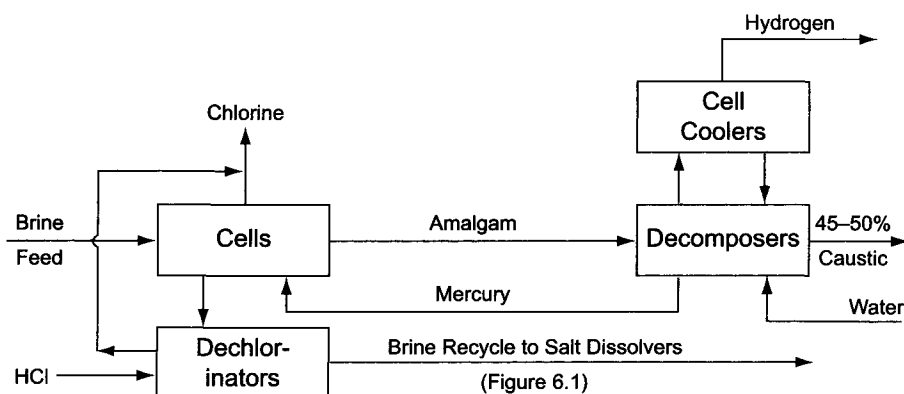 Hydrogen
Cell
Coolers
Chlorine
Brine
Feed
Cells
Amalgam
Decomposers
45–50%
Caustic
Mercury
Water
Dechlor-
inators
HCl
Brine Recycle to Salt Dissolvers
(Figure 6.1)